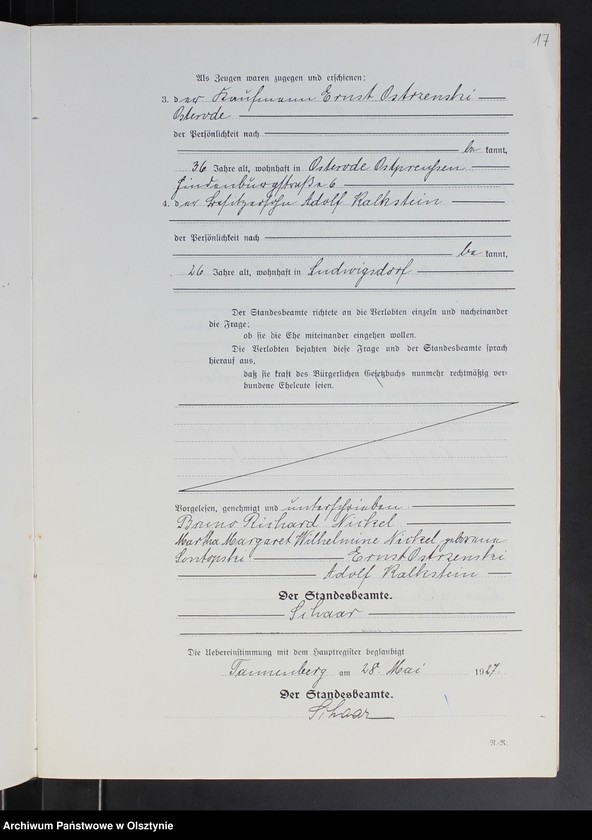 17
Als Zeugen waren zugegen und erschienen:
3. der Kaufmann Ernst Ostrzenski
Osterode
der Persönlichkeit nach
be kannt,
36 Jahre alt, wohnhaft in Osterode Ostpreußen
Hindenburgstraße 6
4. der Besitzersohn Adolf Kalkstein
der Persönlichkeit nach
be kannt,
26 Jahre alt, wohnhaft in Ludwigsdorf
Der Standesbeamte richtete an die Verlobten einzeln und nacheinander
die Frage:
ob sie die Ehe miteinander eingehen wollen.
Die Verlobten bejahten diese Frage und der Standesbeamte sprach
hierauf aus,
daß sie kraft des Bürgerlichen Gesetzbuchs nunmehr rechtmäßig ver-
bundene Eheleute seien.
Vorgelesen, genehmigt und unterschrieben
Bruno Richard Nickel
Martha Margaret Wilhelmine Nickel geborene
Sontopski Ernst Ostrzenski
Adolf Kalkstein
Der Standesbeamte.
Schaar
Die Uebereinstimmung mit dem Hauptregister beglaubigt
Tannenberg am 28. Mai 1927.
Der Standesbeamte.
Schaar
R.-R.
Archiwum Państwowe w Olsztynie